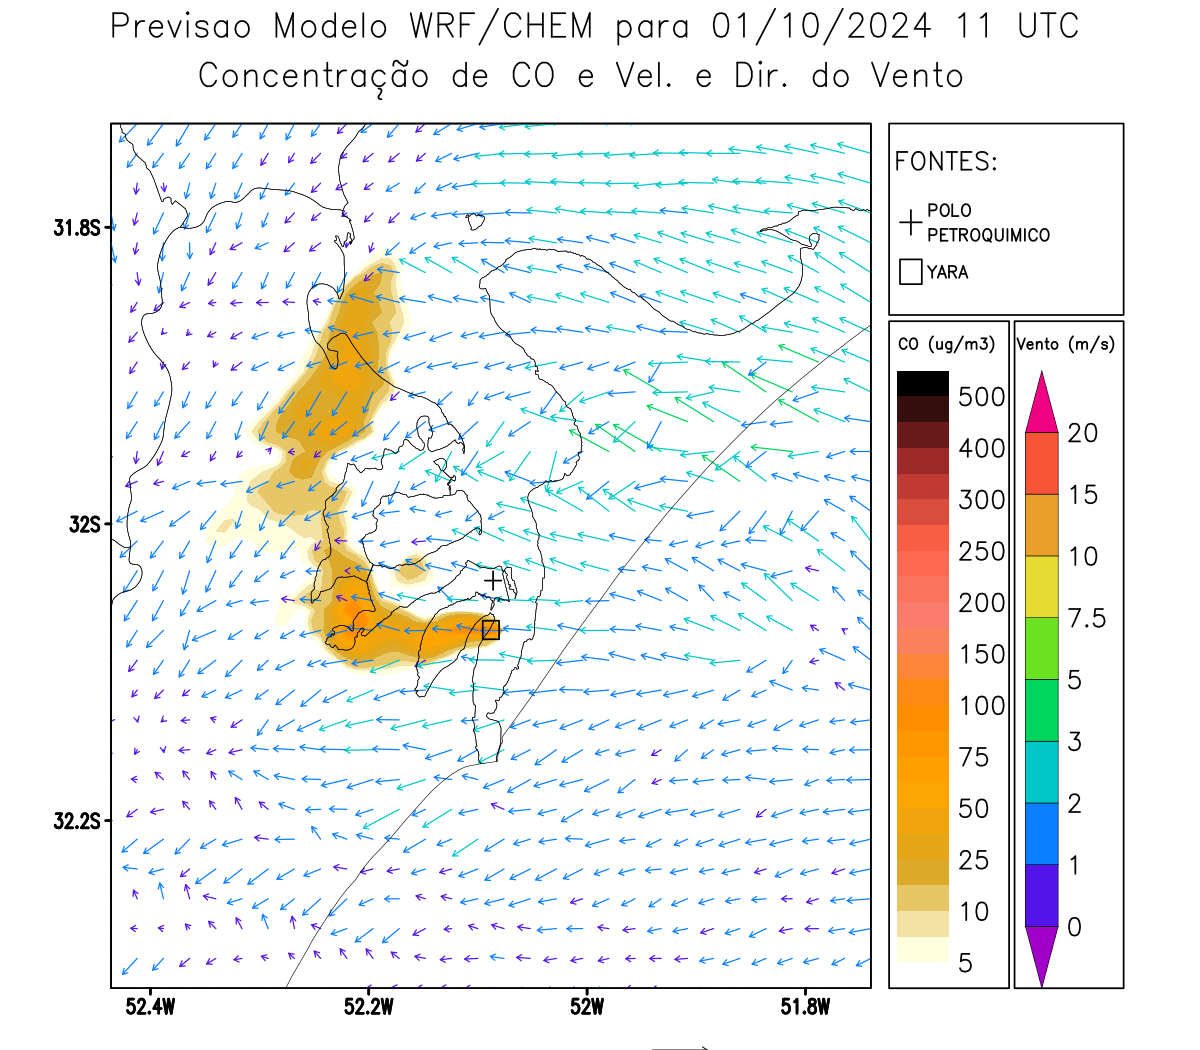 Previsao Modelo WRF/CHEM para 01/10/2024 11 UTC
Concentração de CO e Vel. e Dir. do Vento
FONTES:
POLO
PETROQUIMICO
YARA
CO (ug/m3)
500
400
300
250
200
150
100
75
50
25
10
5
Vento (m/s)
20
15
10
7.5
5
3
2
1
0
31.8S
32S
32.2S
52.4W
52.2W
52W
51.8W